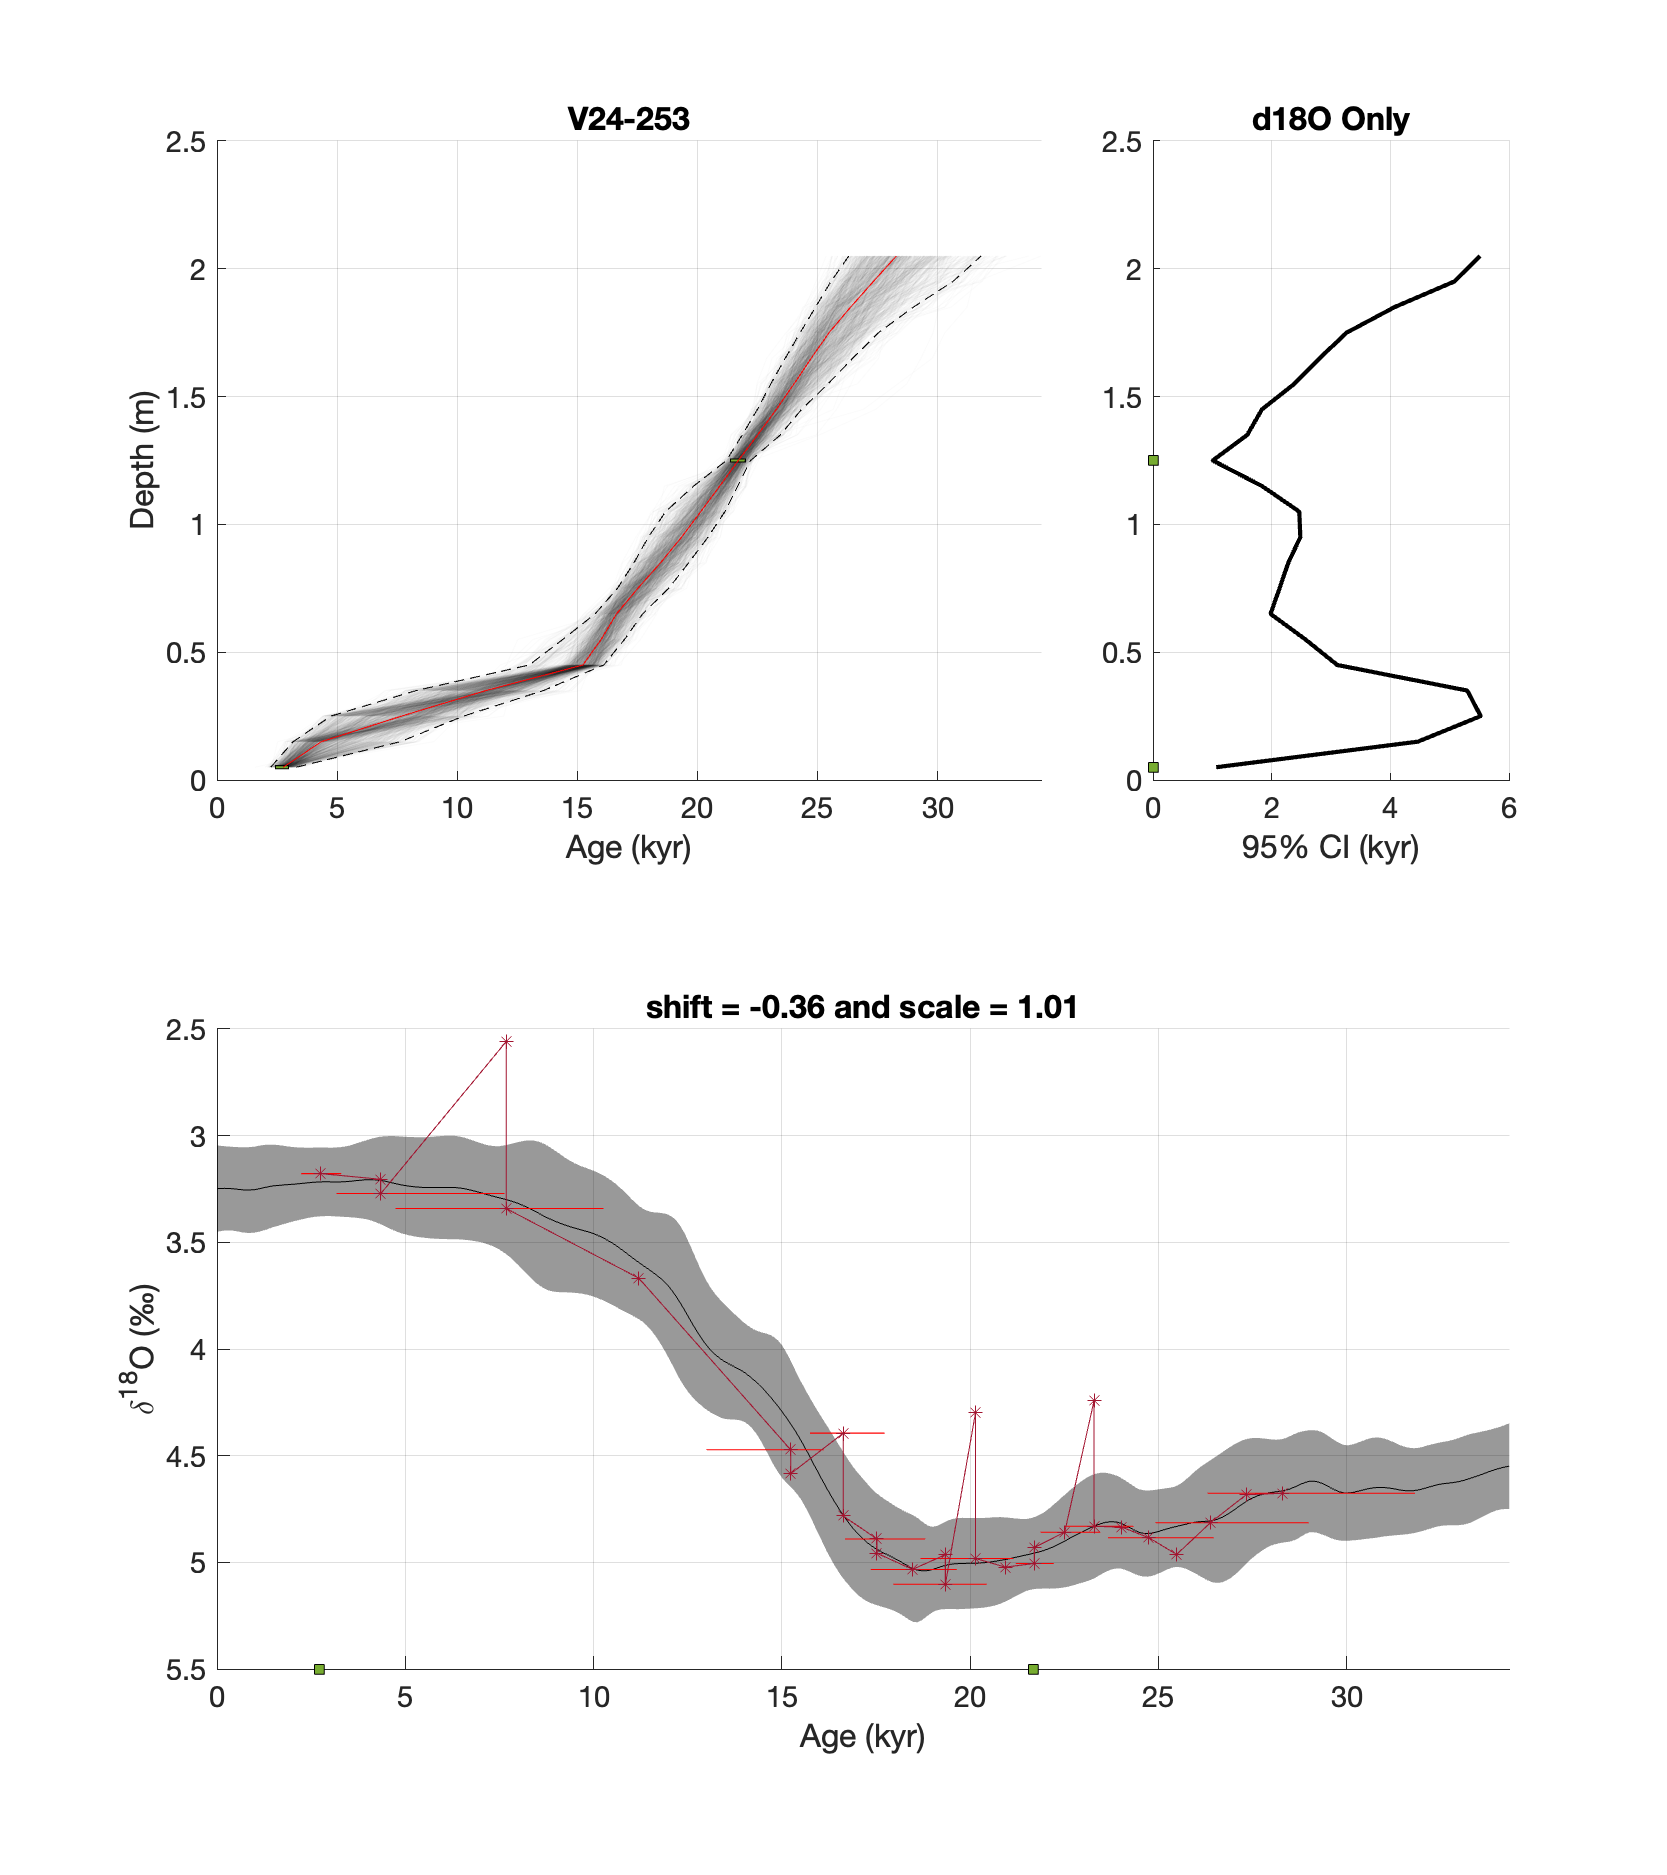 V24-253
2.5
2
1.5
1
0.5
0
0 5 10 15 20 25 30
Depth (m)
Age (kyr)
d18O Only
2.5
2
1.5
1
0.5
0
0 2 4 6
95% CI (kyr)
shift = -0.36 and scale = 1.01
2.5
3
3.5
4
4.5
5
5.5
0 5 10 15 20 25 30
δ18O (‰)
Age (kyr)